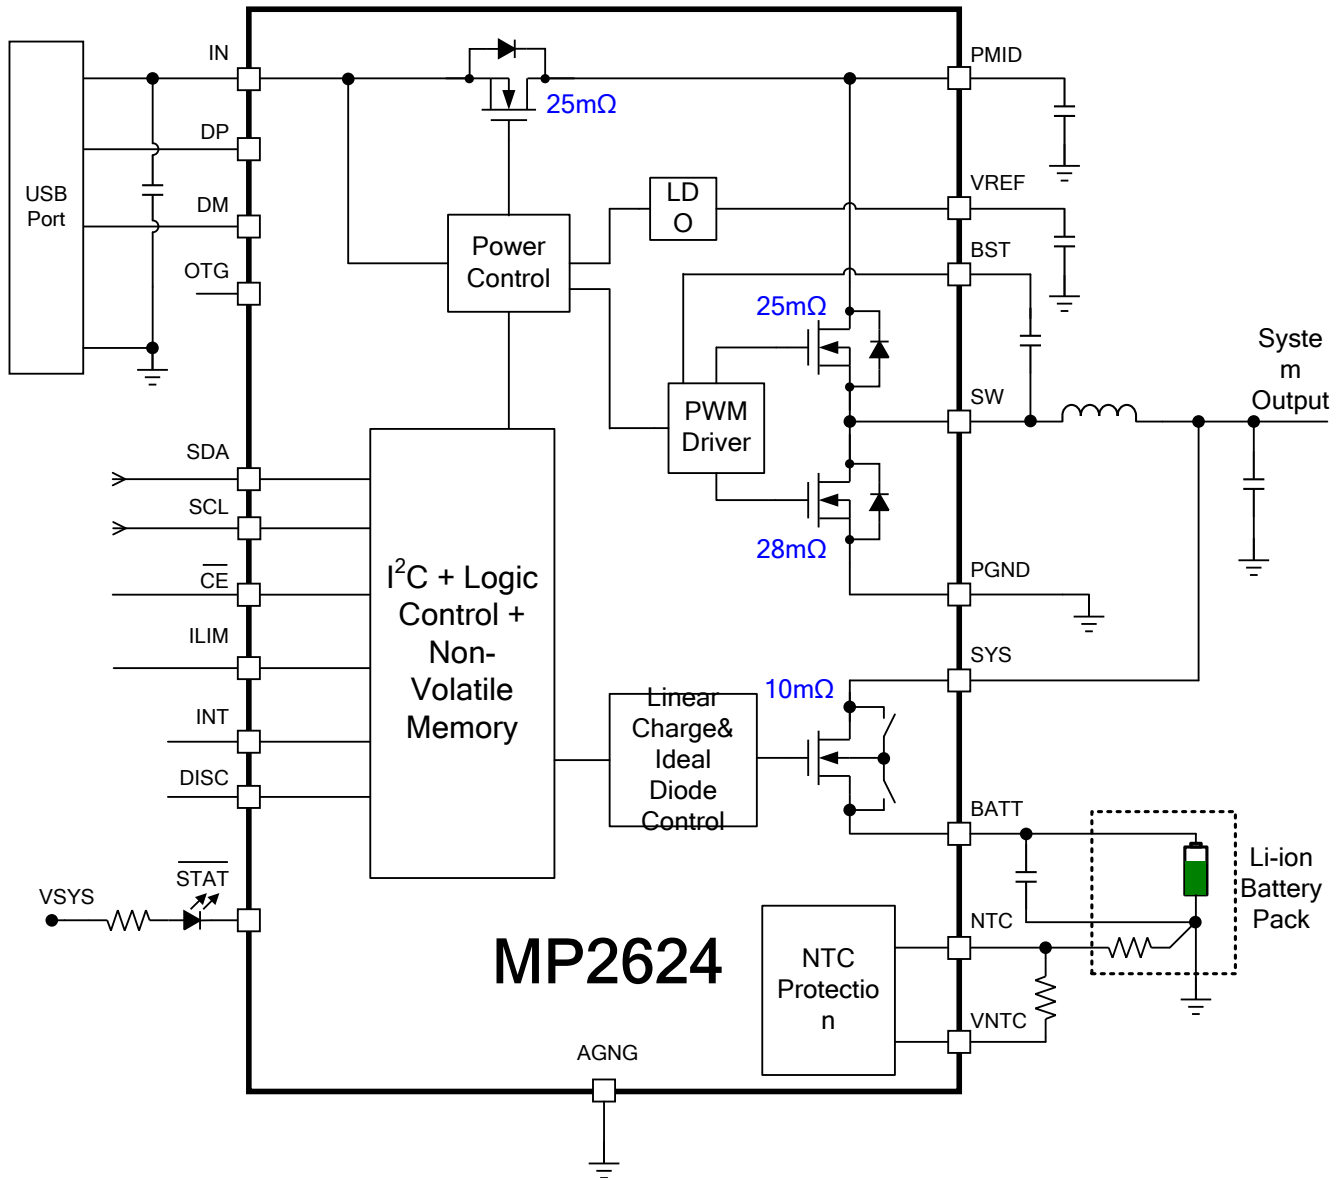 IN
PMID
25mΩ
DP
USB
Port
LD
O
VREF
DM
Power
Control
BST
OTG
25mΩ
Syste
m
Output
SW
PWM
Driver
SDA
SCL
28mΩ
CE
PGND
I²C + Logic
Control +
Non-
Volatile
Memory
ILIM
SYS
10mΩ
Linear
Charge&
Ideal
Diode
Control
INT
DISC
BATT
Li-ion
Battery
Pack
STAT
VSYS
NTC
MP2624
NTC
Protectio
n
VNTC
AGNG